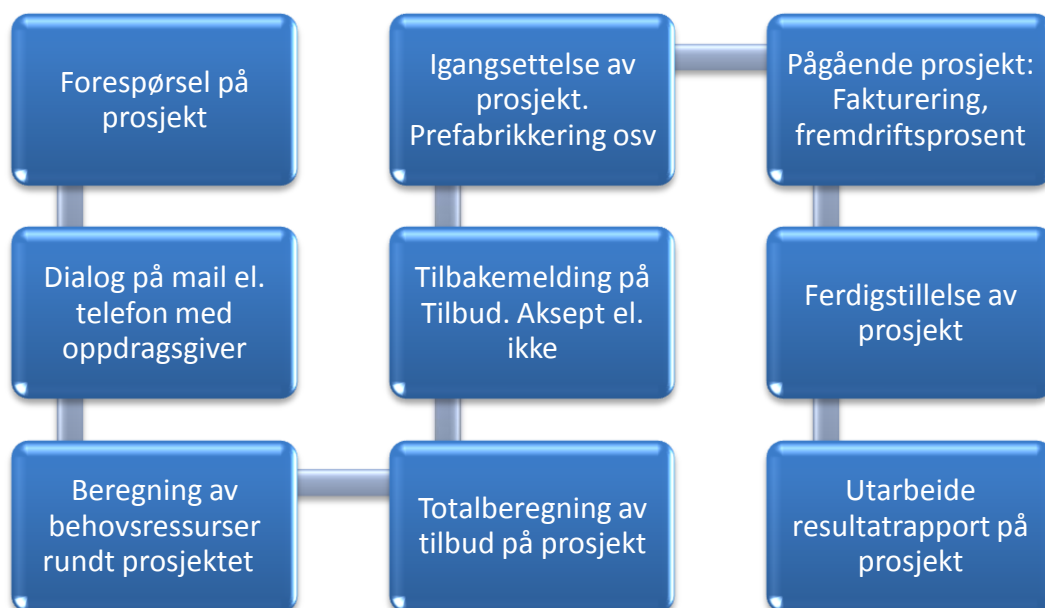 Forespørsel på
prosjekt
Dialog på mail el.
telefon med
oppdragsgiver
Beregning av
behovsressurser
rundt prosjektet
Totalberegning av
tilbud på prosjekt
Tilbakemelding på
Tilbud. Aksept el.
ikke
Igangsettelse av
prosjekt.
Prefabrikkering osv
Pågående prosjekt:
Fakturering,
fremdriftsprosent
Ferdigstillelse av
prosjekt
Utarbeide
resultatrapport på
prosjekt